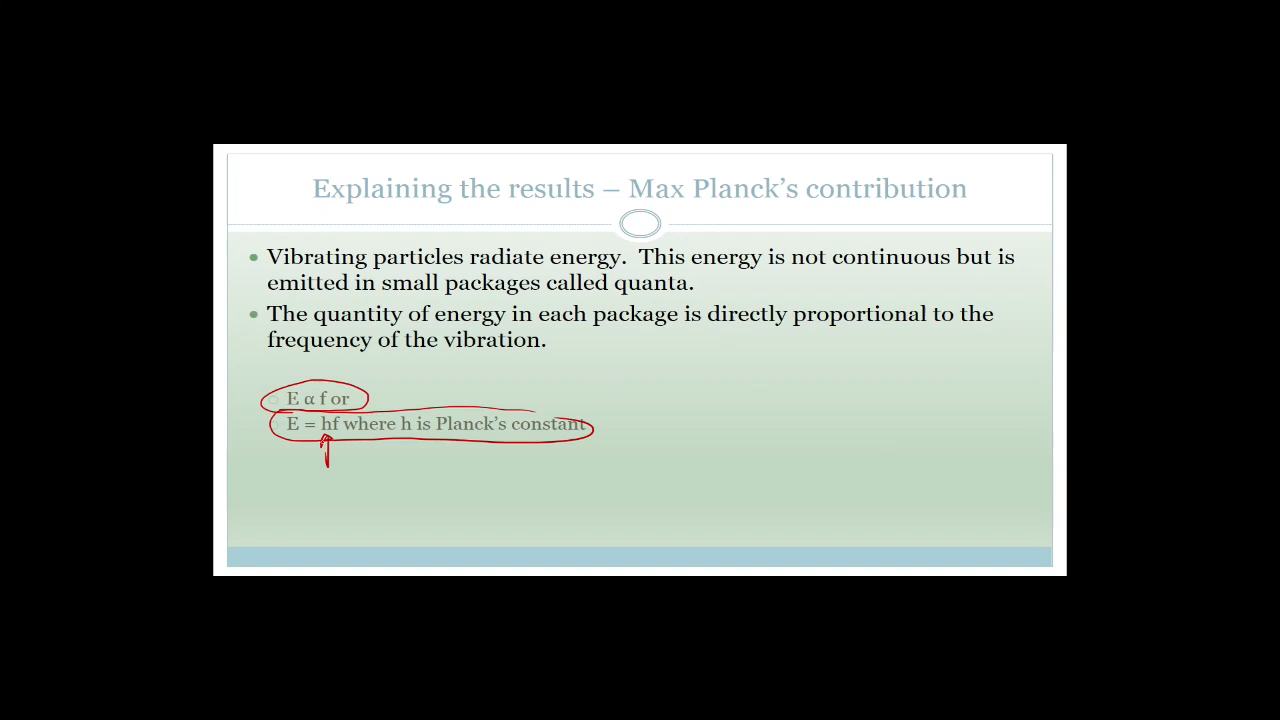 Explaining the results – Max Planck's contribution
Vibrating particles radiate energy.  This energy is not continuous but is
emitted in small packages called quanta.
The quantity of energy in each package is directly proportional to the
frequency of the vibration.
E α f or
E = hf where h is Planck's constant